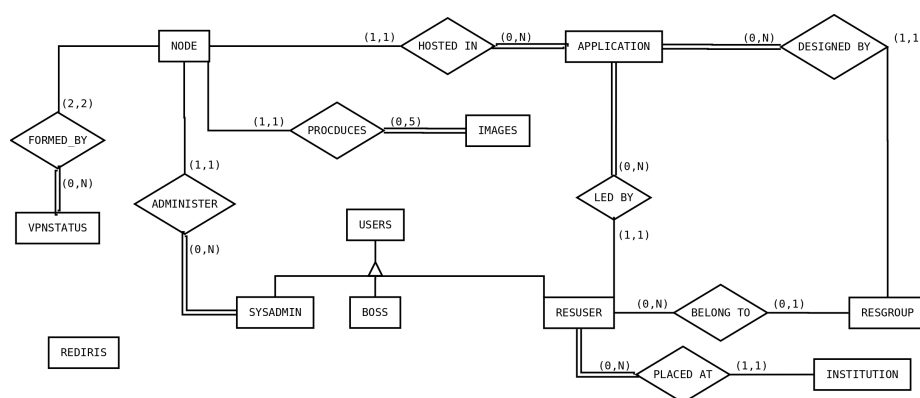 NODE
(1,1)
HOSTED IN
(0,N)
APPLICATION
(0,N)
DESIGNED BY
(1,1
(2,2)
(1,1)
PROCDUCES
(0,5)
IMAGES
FORMED_BY
(0,N)
(1,1)
(0,N)
ADMINISTER
LED BY
VPNSTATUS
USERS
(0,N)
(1,1)
SYSADMIN
BOSS
RESUSER
(0,N)
BELONG TO
(0,1)
RESGROUP
REDIRIS
(0,N)
PLACED AT
(1,1)
INSTITUTION